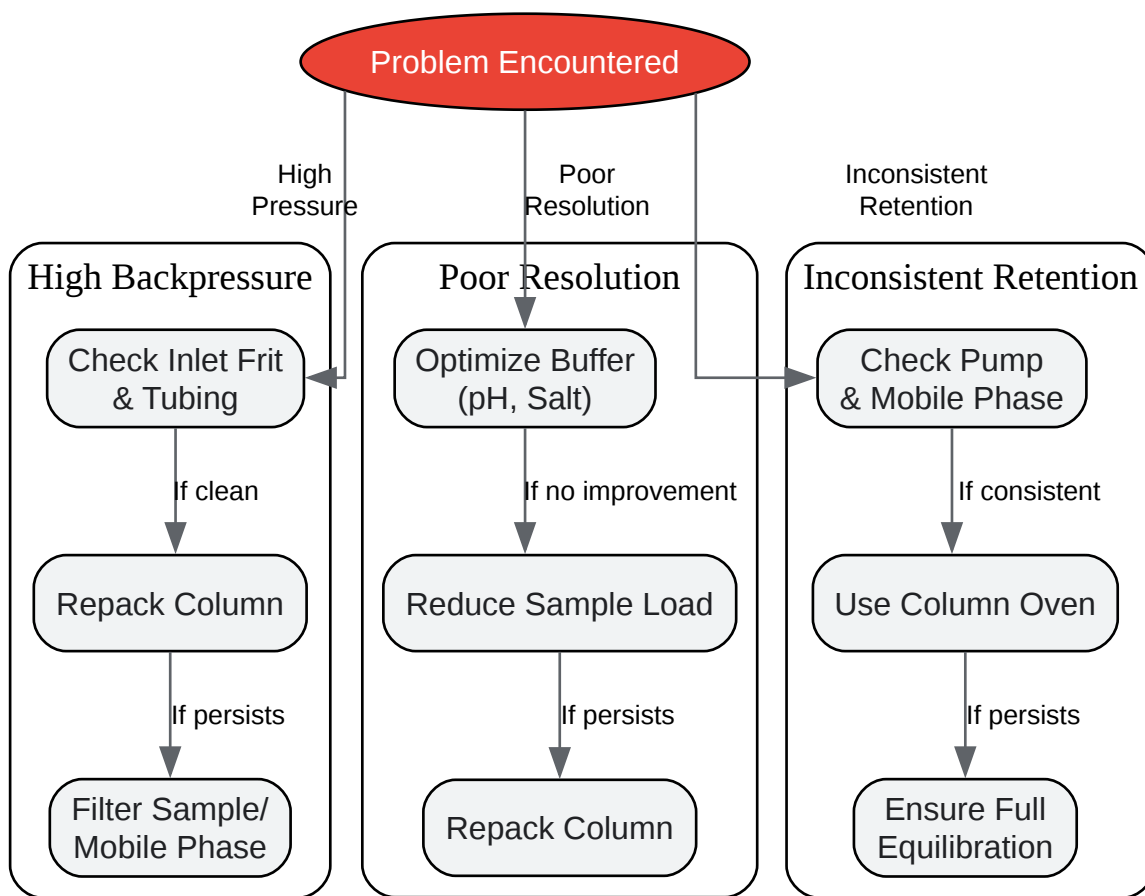 Problem Encountered
High
Pressure
Poor
Resolution
Inconsistent
Retention
High Backpressure
Check Inlet Frit
& Tubing
If clean
Repack Column
If persists
Filter Sample/
Mobile Phase
Poor Resolution
Optimize Buffer
(pH, Salt)
If no improvement
Reduce Sample Load
If persists
Repack Column
Inconsistent Retention
Check Pump
& Mobile Phase
If consistent
Use Column Oven
If persists
Ensure Full
Equilibration